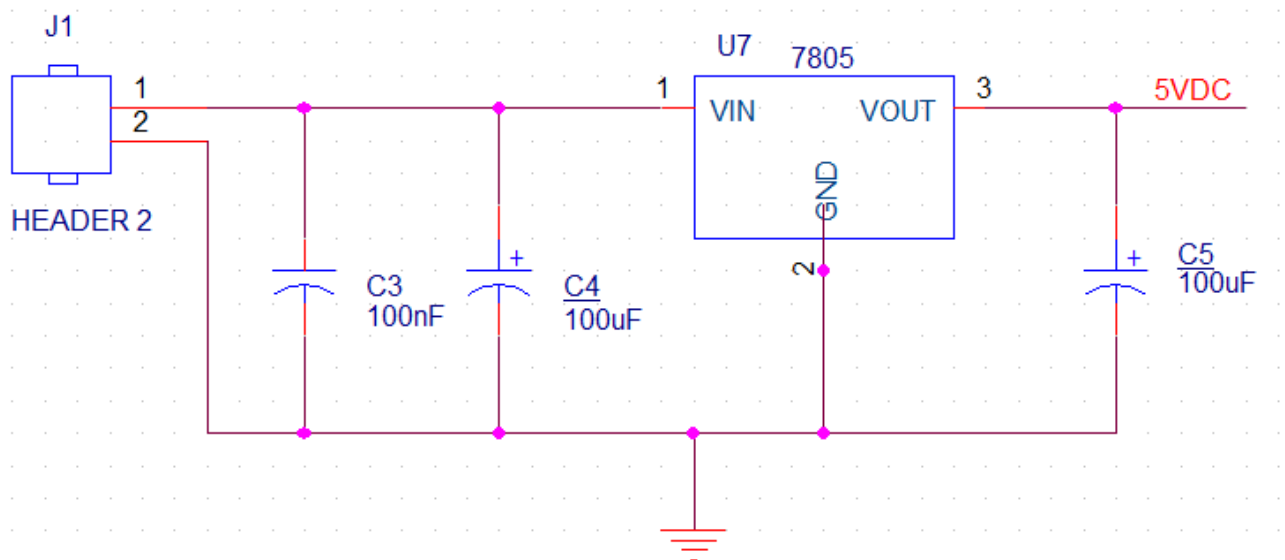 J1
1
2
HEADER 2
C3
100nF
C4
100uF
U7
7805
1
VIN
VOUT
3
GND
2
5VDC
+
+
C5
100uF